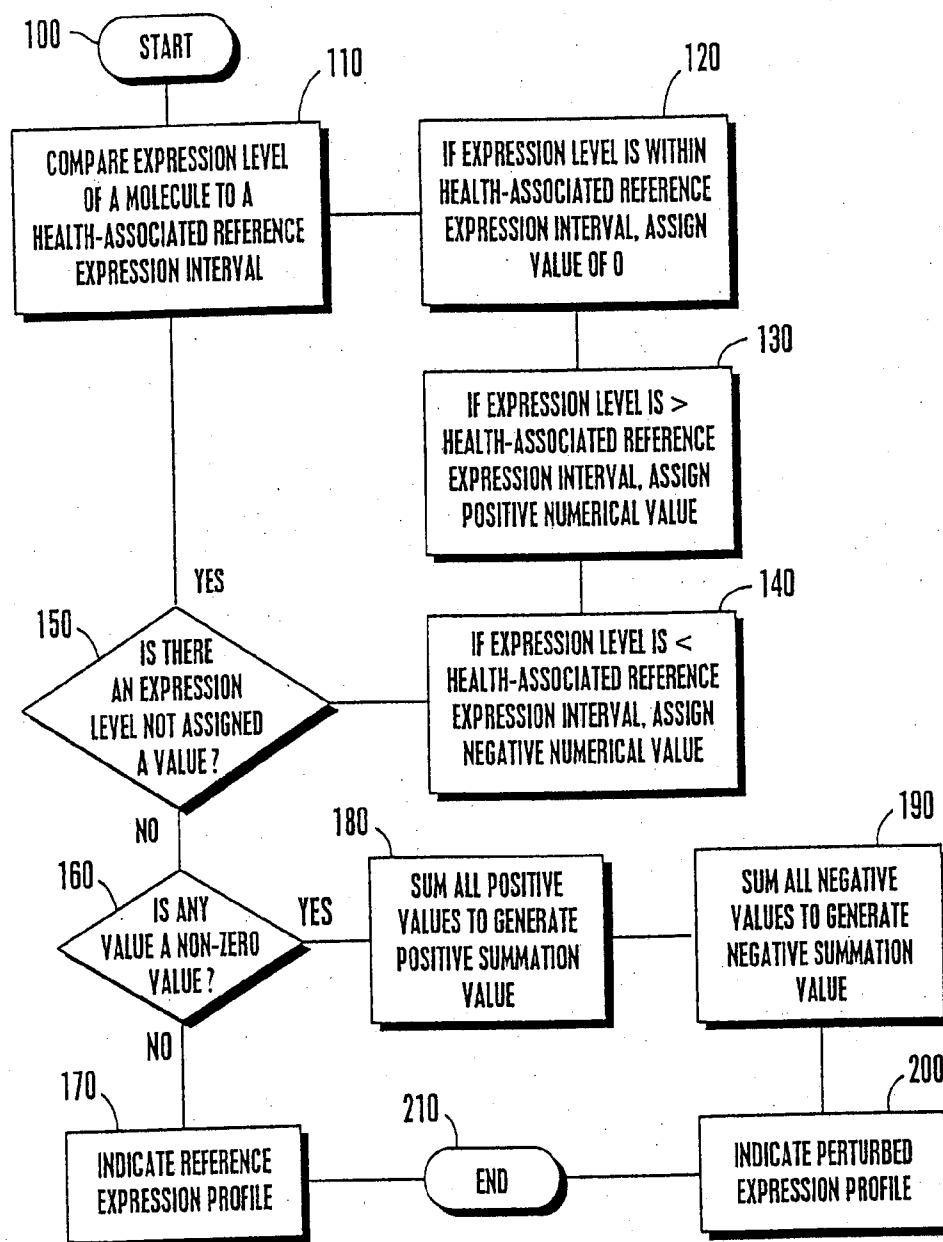 100
START
110
COMPARE EXPRESSION LEVEL
OF A MOLECULE TO A
HEALTH-ASSOCIATED REFERENCE
EXPRESSION INTERVAL
120
IF EXPRESSION LEVEL IS WITHIN
HEALTH-ASSOCIATED REFERENCE
EXPRESSION INTERVAL, ASSIGN
VALUE OF 0
130
IF EXPRESSION LEVEL IS >
HEALTH-ASSOCIATED REFERENCE
EXPRESSION INTERVAL, ASSIGN
POSITIVE NUMERICAL VALUE
140
IF EXPRESSION LEVEL IS <
HEALTH-ASSOCIATED REFERENCE
EXPRESSION INTERVAL, ASSIGN
NEGATIVE NUMERICAL VALUE
YES
150
IS THERE
AN EXPRESSION
LEVEL NOT ASSIGNED
A VALUE?
NO
160
IS ANY
VALUE A NON-ZERO
VALUE?
YES
180
SUM ALL POSITIVE
VALUES TO GENERATE
POSITIVE SUMMATION
VALUE
190
SUM ALL NEGATIVE
VALUES TO GENERATE
NEGATIVE SUMMATION
VALUE
NO
170
INDICATE REFERENCE
EXPRESSION PROFILE
210
END
200
INDICATE PERTURBED
EXPRESSION PROFILE